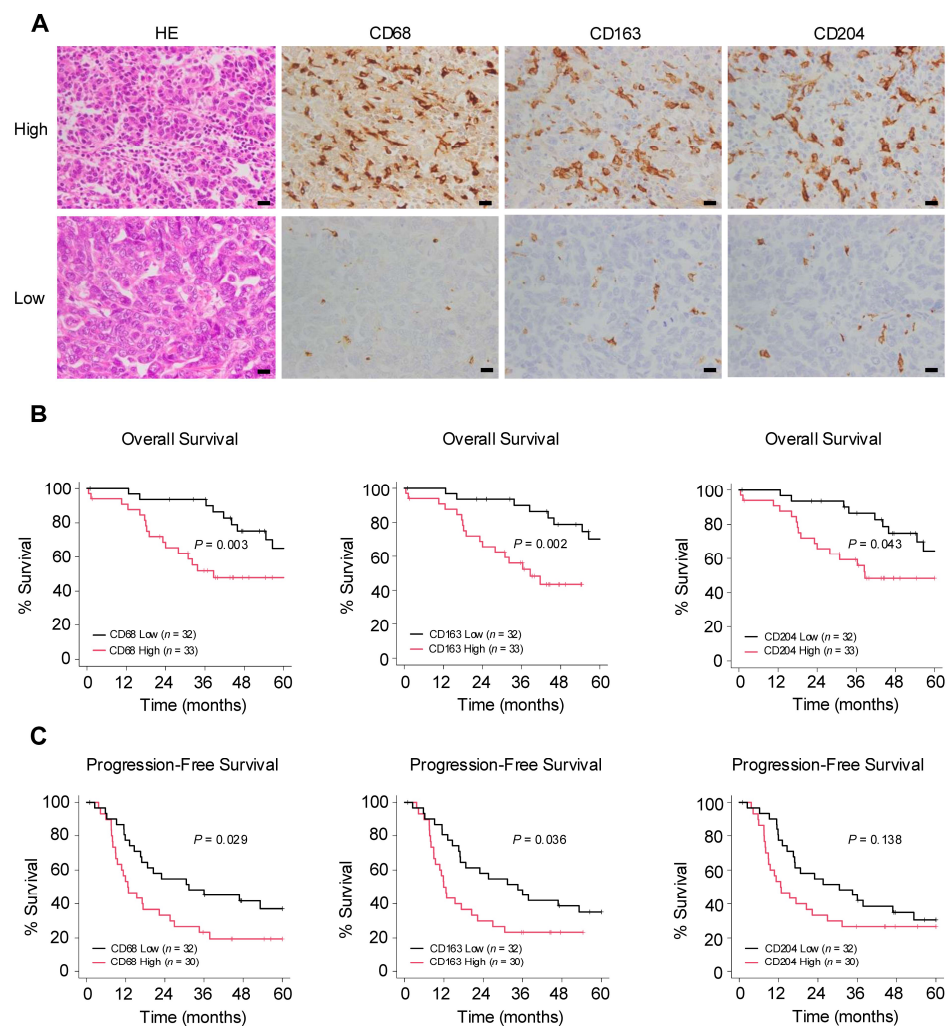 A
HE
CD68
CD163
CD204
High
Low
B
Overall Survival
Overall Survival
Overall Survival
% Survival
100
80
60
40
20
0
P = 0.003
CD68 Low (n = 32)
CD68 High (n = 33)
0 12 24 36 48 60
Time (months)
% Survival
100
80
60
40
20
0
P = 0.002
CD163 Low (n = 32)
CD163 High (n = 33)
0 12 24 36 48 60
Time (months)
% Survival
100
80
60
40
20
0
P = 0.043
CD204 Low (n = 32)
CD204 High (n = 33)
0 12 24 36 48 60
Time (months)
C
Progression-Free Survival
Progression-Free Survival
Progression-Free Survival
% Survival
100
80
60
40
20
0
P = 0.029
CD68 Low (n = 32)
CD68 High (n = 30)
0 12 24 36 48 60
Time (months)
% Survival
100
80
60
40
20
0
P = 0.036
CD163 Low (n = 32)
CD163 High (n = 30)
0 12 24 36 48 60
Time (months)
% Survival
100
80
60
40
20
0
P = 0.138
CD204 Low (n = 32)
CD204 High (n = 30)
0 12 24 36 48 60
Time (months)